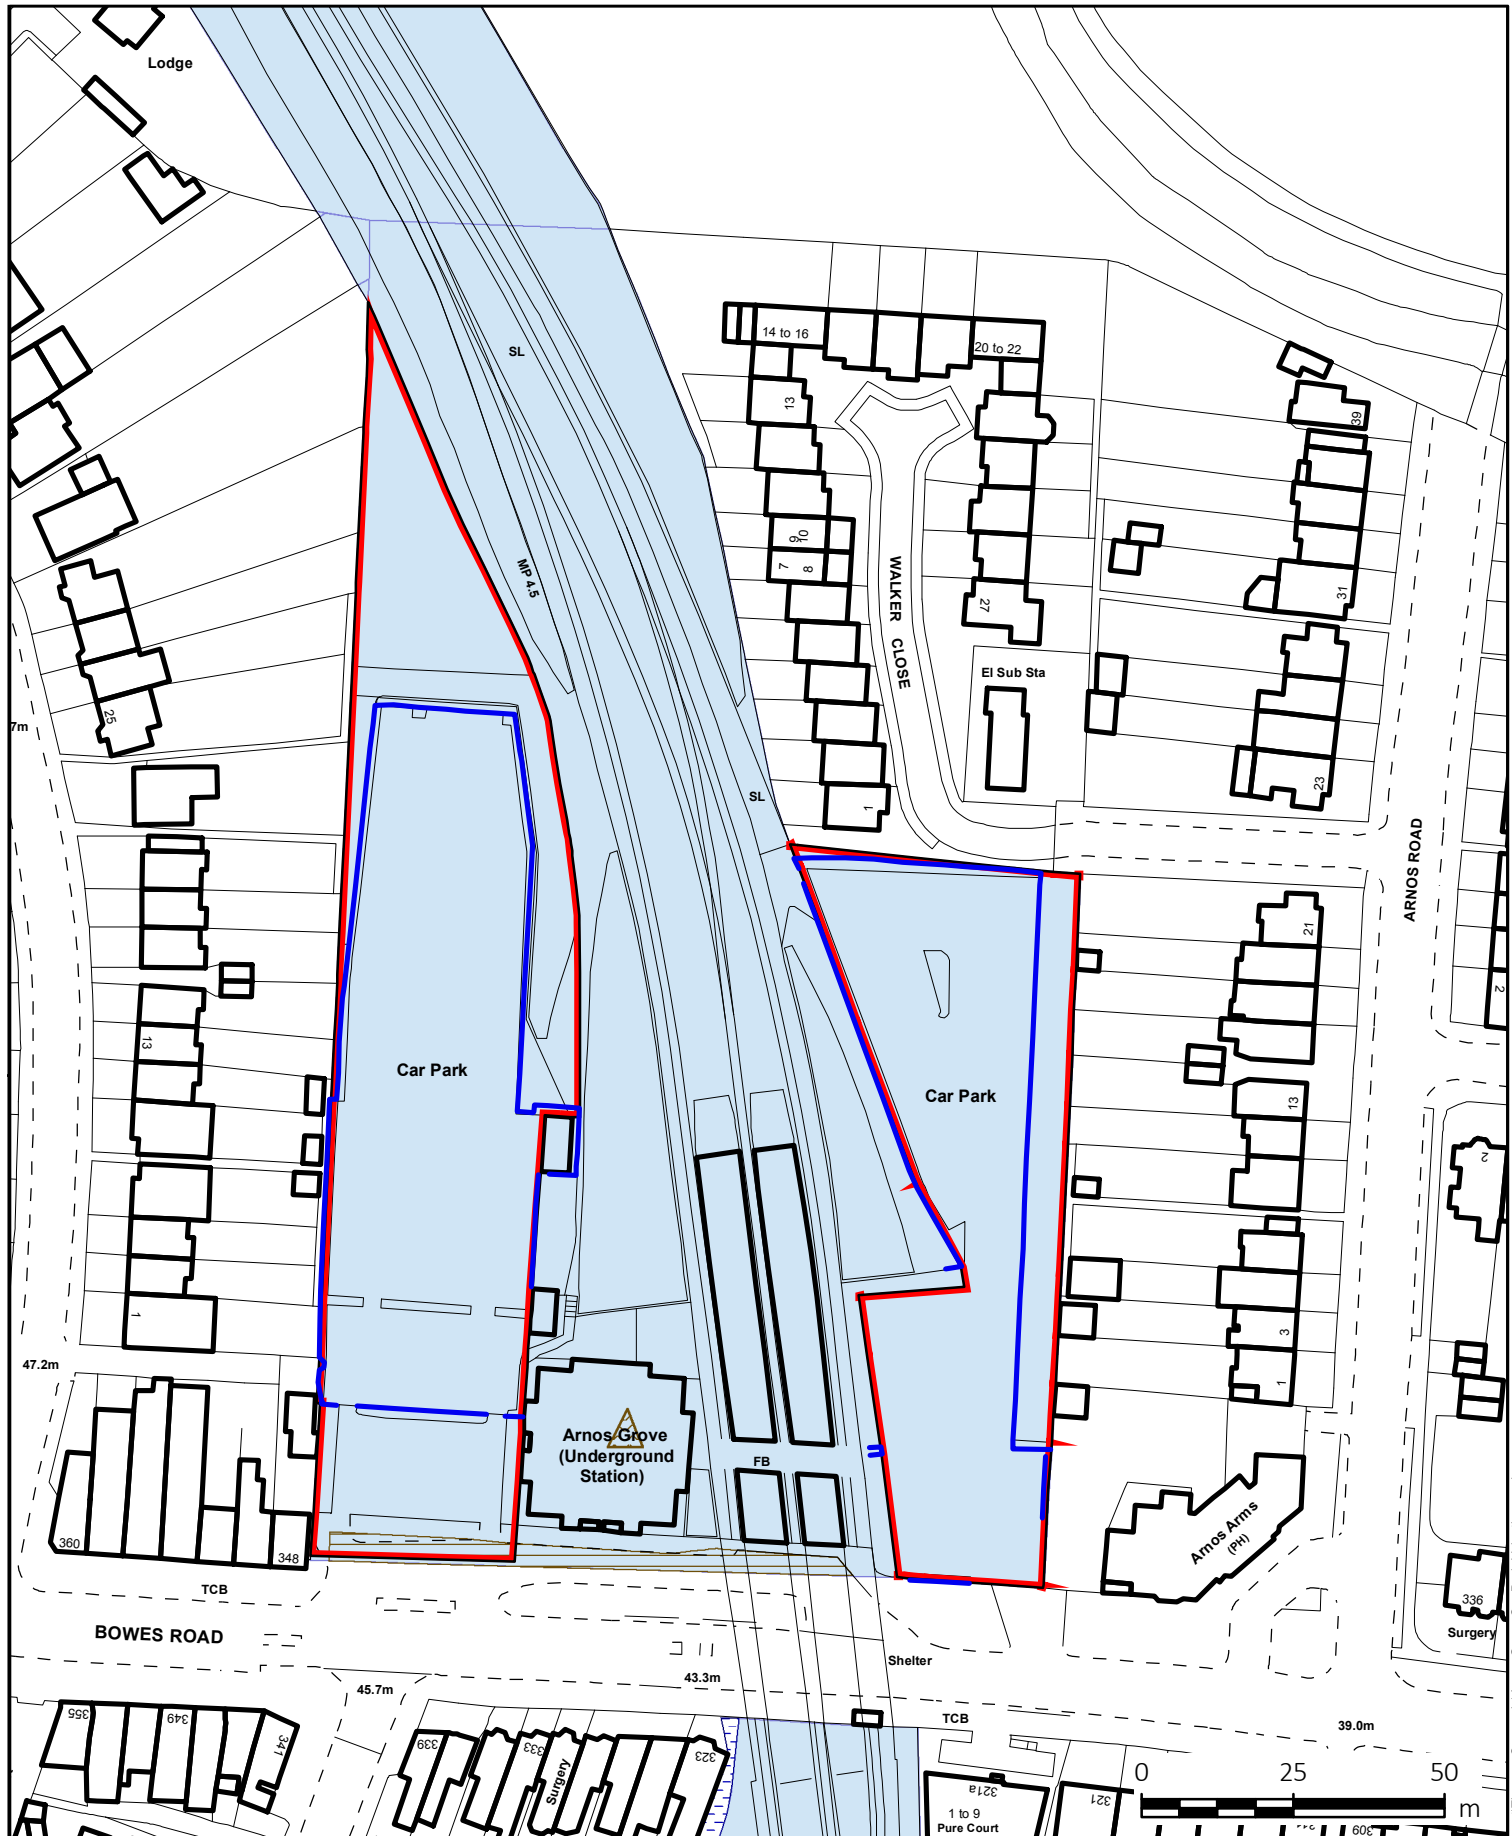 Lodge
SL
14 to 16
20 to 22
13
39
9
10
7
8
MP 4.5
WALKER CLOSE
27
31
El Sub Sta
25
7m
23
SL
1
ARNOS ROAD
21
2
13
Car Park
Car Park
13
2
1
3
1
47.2m
Arnos Grove
(Underground
Station)
FB
Arnos Arms
(PH)
360
348
TCB
336
Surgery
BOWES ROAD
Shelter
43.3m
45.7m
TCB
39.0m
355
349
341
339
333
Surgery
323
321a
321
1 to 9
Pure Court
0 25 50
m
309